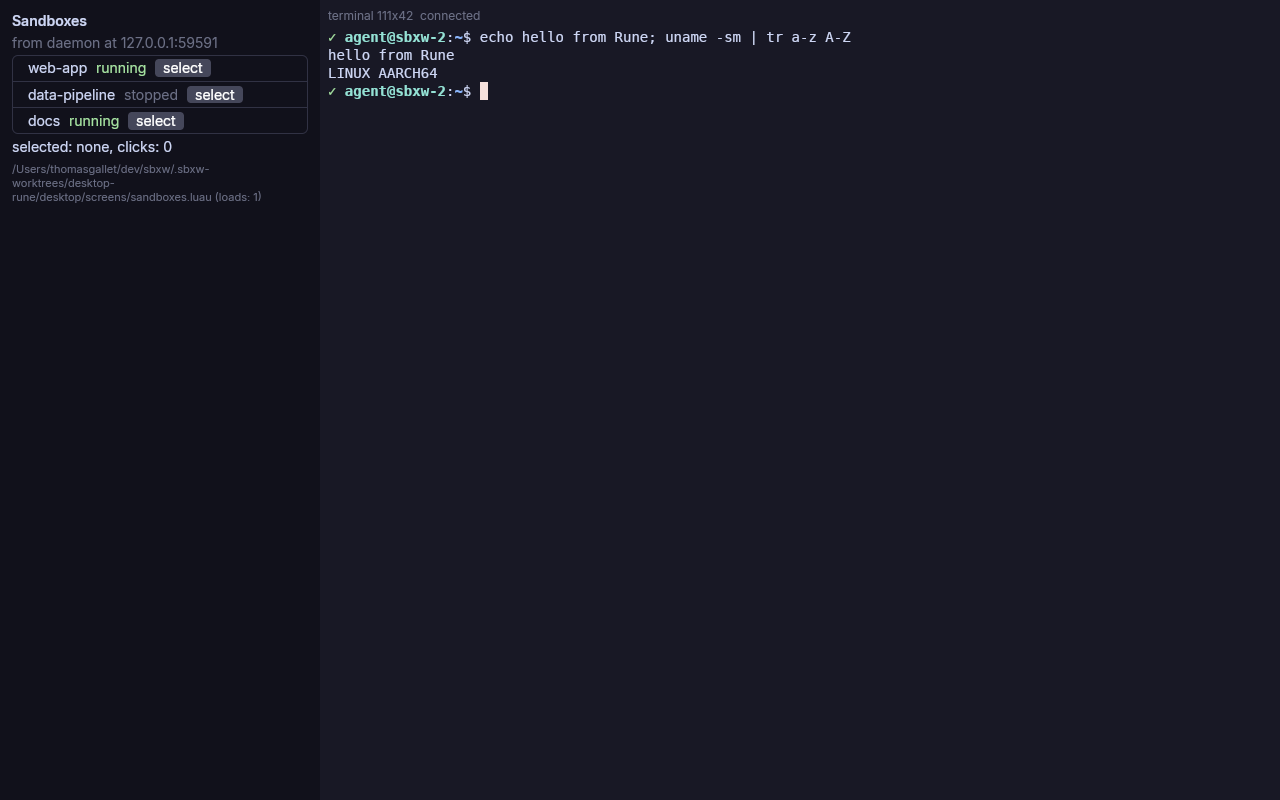 Sandboxes
from daemon at 127.0.0.1:59591
web-app running select
data-pipeline stopped select
docs running select
selected: none, clicks: 0
/Users/thomasgallet/dev/sbxw/.sbxw-
worktrees/desktop-
rune/desktop/screens/sandboxes.luau (loads: 1)
terminal 111x42 connected
✓ agent@sbxw-2:~$ echo hello from Rune; uname -sm | tr a-z A-Z
hello from Rune
LINUX AARCH64
✓ agent@sbxw-2:~$